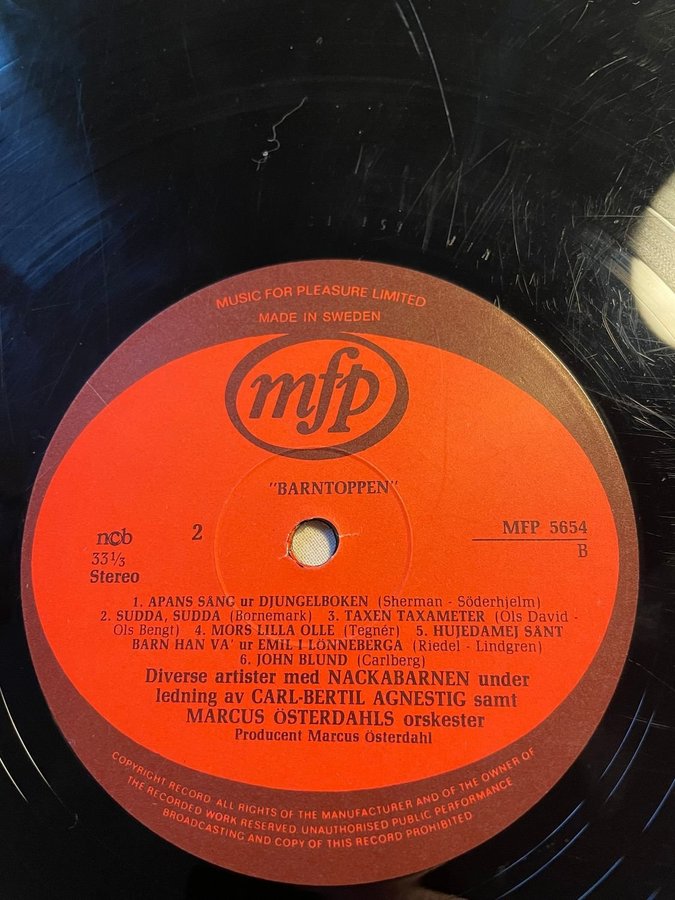 MUSIC FOR PLEASURE LIMITED
MADE IN SWEDEN
mfp
"BARNTOPPEN"
ncb
33⅓
Stereo
2
MFP 5654
B
1. APANS SÅNG ur DJUNGELBOKEN (Sherman - Söderhjelm)
2. SUDDA, SUDDA (Bornemark) 3. TAXEN TAXAMETER (Ols David -
Ols Bengt) 4. MORS LILLA OLLE (Tegnér) 5. HUJEDAMEJ SÅNT
BARN HAN VA' ur EMIL I LÖNNEBERGA (Riedel - Lindgren)
6. JOHN BLUND (Carlberg)
Diverse artister med NACKABARNEN under
ledning av CARL-BERTIL AGNESTIG samt
MARCUS ÖSTERDAHLS orskester
Producent Marcus Österdahl
COPYRIGHT RECORD. ALL RIGHTS OF THE MANUFACTURER AND OF THE OWNER OF
THE RECORDED WORK RESERVED. UNAUTHORISED PUBLIC PERFORMANCE
BROADCASTING AND COPY OF THIS RECORD PROHIBITED